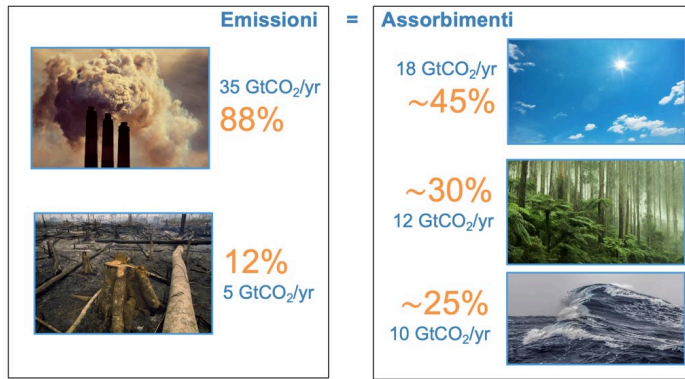 Emissioni = Assorbimenti
35 GtCO₂/yr
88%
12%
5 GtCO₂/yr
18 GtCO₂/yr
~45%
~30%
12 GtCO₂/yr
~25%
10 GtCO₂/yr